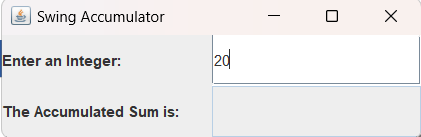 Swing Accumulator
Enter an Integer:
20
The Accumulated Sum is: